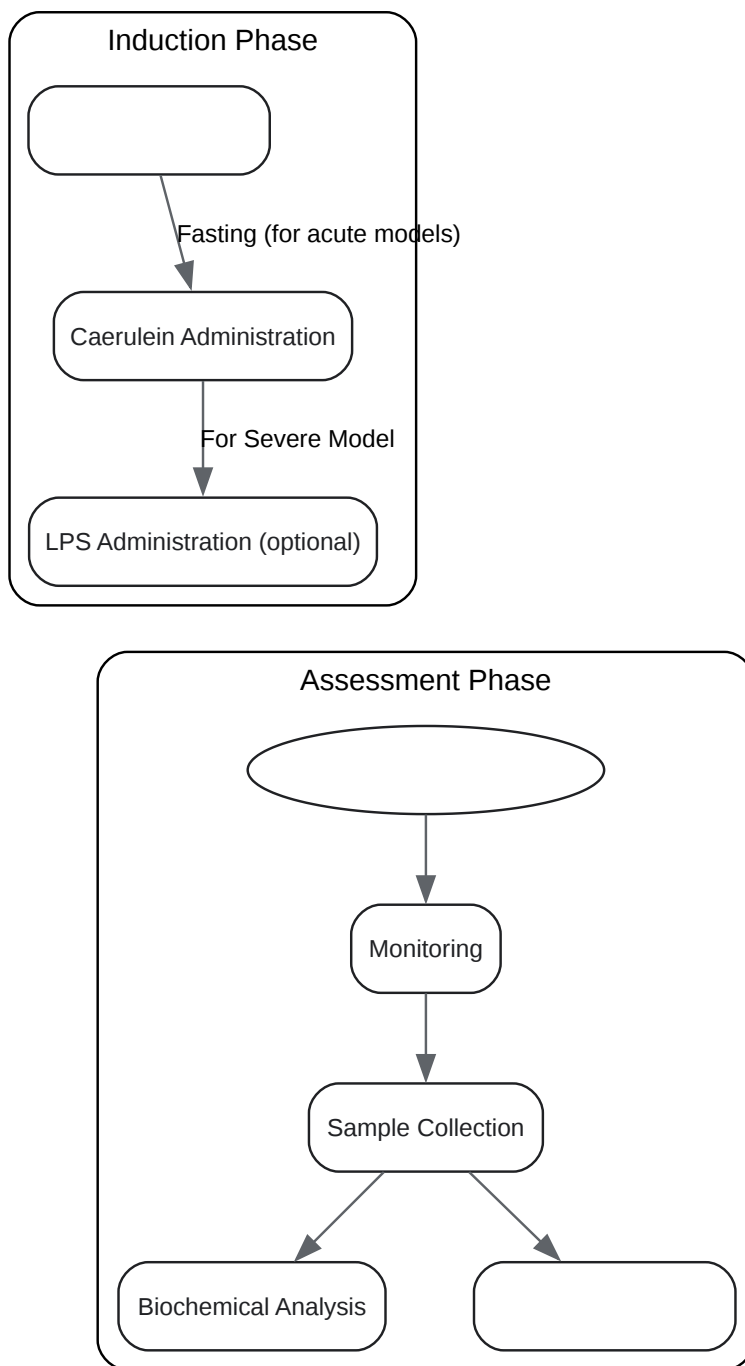 Induction Phase
Fasting (for acute models)
Caerulein Administration
For Severe Model
LPS Administration (optional)
Assessment Phase
Monitoring
Sample Collection
Biochemical Analysis